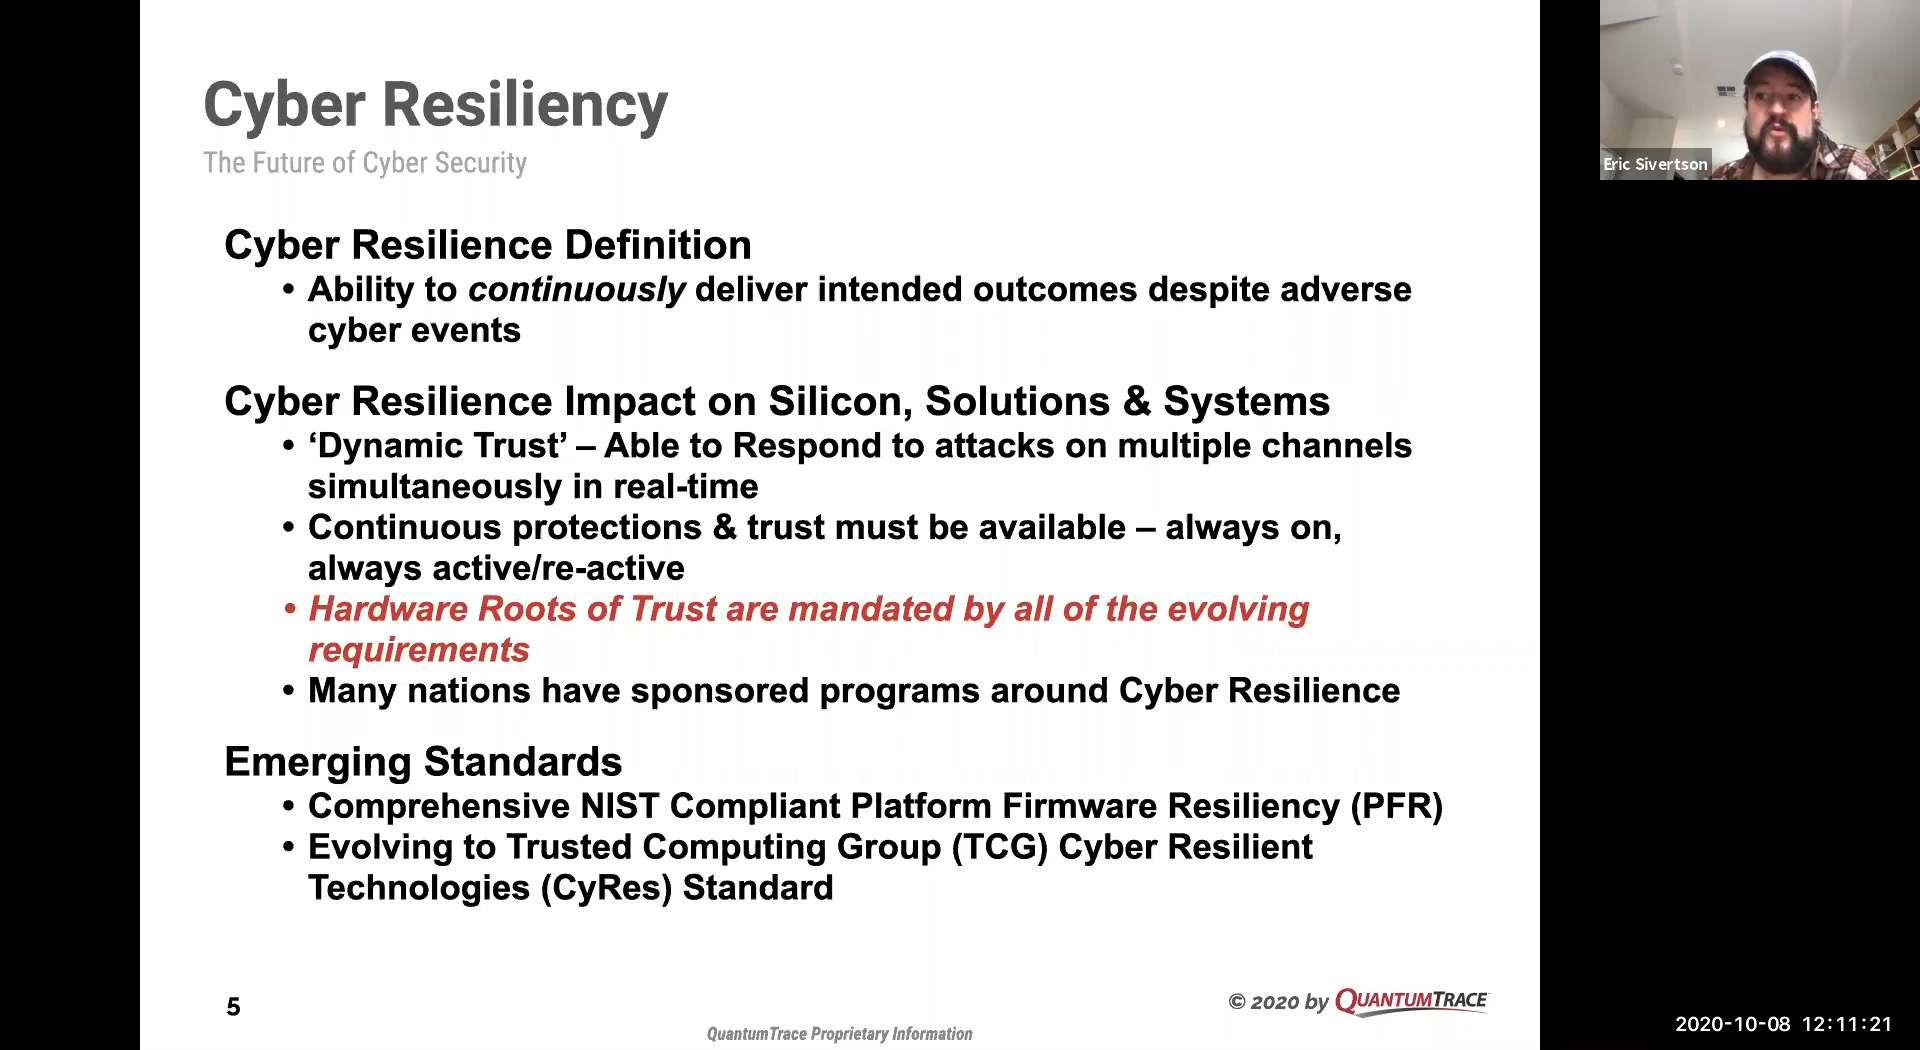 Cyber Resiliency
The Future of Cyber Security
Cyber Resilience Definition
• Ability to continuously deliver intended outcomes despite adverse
cyber events
Cyber Resilience Impact on Silicon, Solutions & Systems
• ‘Dynamic Trust’ – Able to Respond to attacks on multiple channels
simultaneously in real-time
• Continuous protections & trust must be available – always on,
always active/re-active
• Hardware Roots of Trust are mandated by all of the evolving
requirements
• Many nations have sponsored programs around Cyber Resilience
Emerging Standards
• Comprehensive NIST Compliant Platform Firmware Resiliency (PFR)
• Evolving to Trusted Computing Group (TCG) Cyber Resilient
Technologies (CyRes) Standard
5
© 2020 by QUANTUMTRACE
QuantumTrace Proprietary Information
Eric Sivertson
2020-10-08 12:11:21